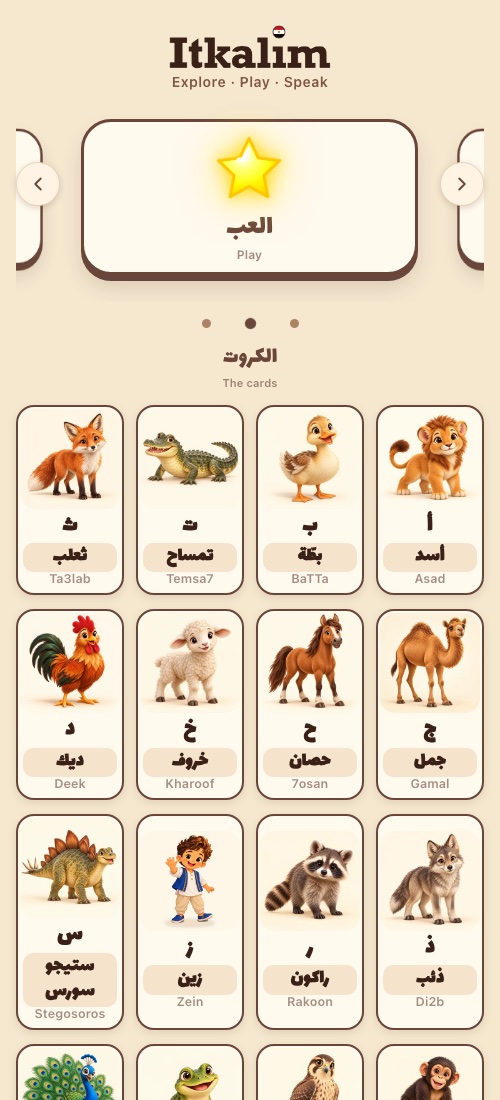 Itkalim
Explore · Play · Speak
العب
Play
الكروت
The cards
أ
أسد
Asad
ب
بطة
BaTTa
ت
تمساح
Temsa7
ث
ثعلب
Ta3lab
ج
جمل
Gamal
ح
حصان
7osan
خ
خروف
Kharoof
د
ديك
Deek
ذ
ذئب
Di2b
ر
راكون
Rakoon
ز
زين
Zein
س
ستيجو
سورس
Stegosoros